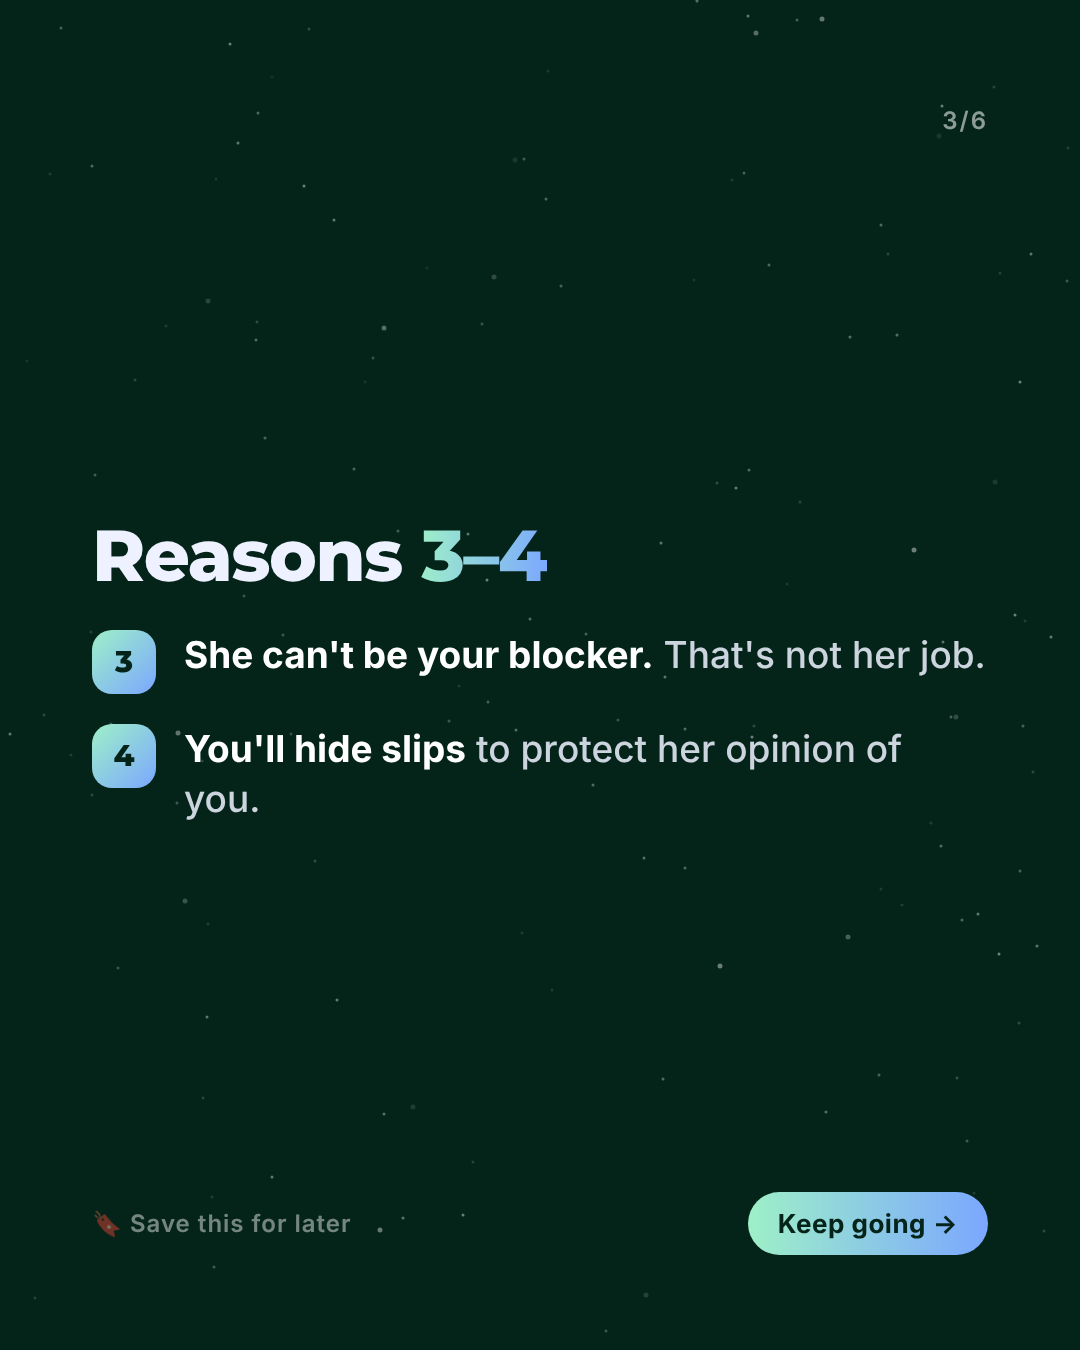 3/6
Reasons 3–4
3 She can't be your blocker. That's not her job.
4 You'll hide slips to protect her opinion of
you.
🔖 Save this for later
Keep going →